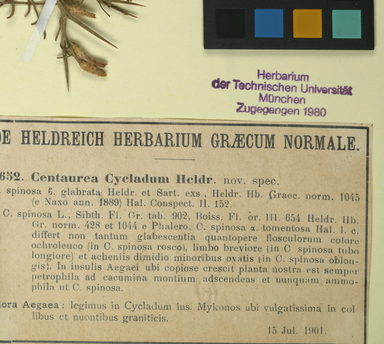 Herbarium
der Technischen Universität
München
Zugegangen 1980
DE HELDREICH HERBARIUM GRÆCUM NORMALE.
1652. Centaurea Cycladum Heldr. nov. spec.
spinosa β. glabrata Heldr. et Sart. exs., Heldr. Hb. Graec. norm. 1045
(e Naxo ann. 1889) Hal. Conspect. II. 152.
C. spinosa L., Sibth. Fl. Gr. tab. 902, Boiss. Fl. or. III. 654 Heldr. Hb.
Gr. norm. 428 et 1044 e Phalero, C. spinosa α. tomentosa Hal. l. c.
differt non tantum glabescentia quantopere flosculorum colore
ochroleuco (in C. spinosa roseo), limbo breviore (in C. spinosa tubo
longiore) et acheniis dimidio minoribus ovatis (in C. spinosa oblon-
gis). In insulis Aegaei ubi copiose crescit planta nostra est semper
petrophila ad cacumina montium adscendens et nunquam ammo-
phila ut C. spinosa.
lora Aegaea: legimus in Cycladum ins. Mykonos ubi vulgatissima in col
libus et montibus graniticis.
15 Jul. 1901.